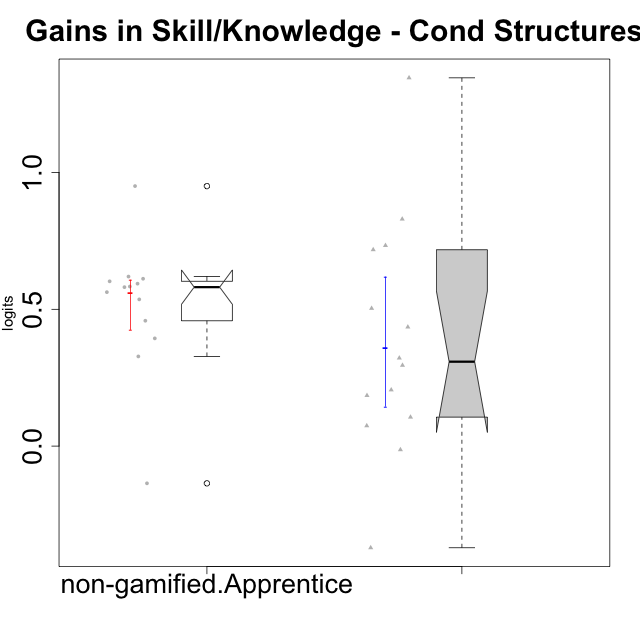 Gains in Skill/Knowledge - Cond Structures
logits
1.0
0.5
0.0
non-gamified.Apprentice